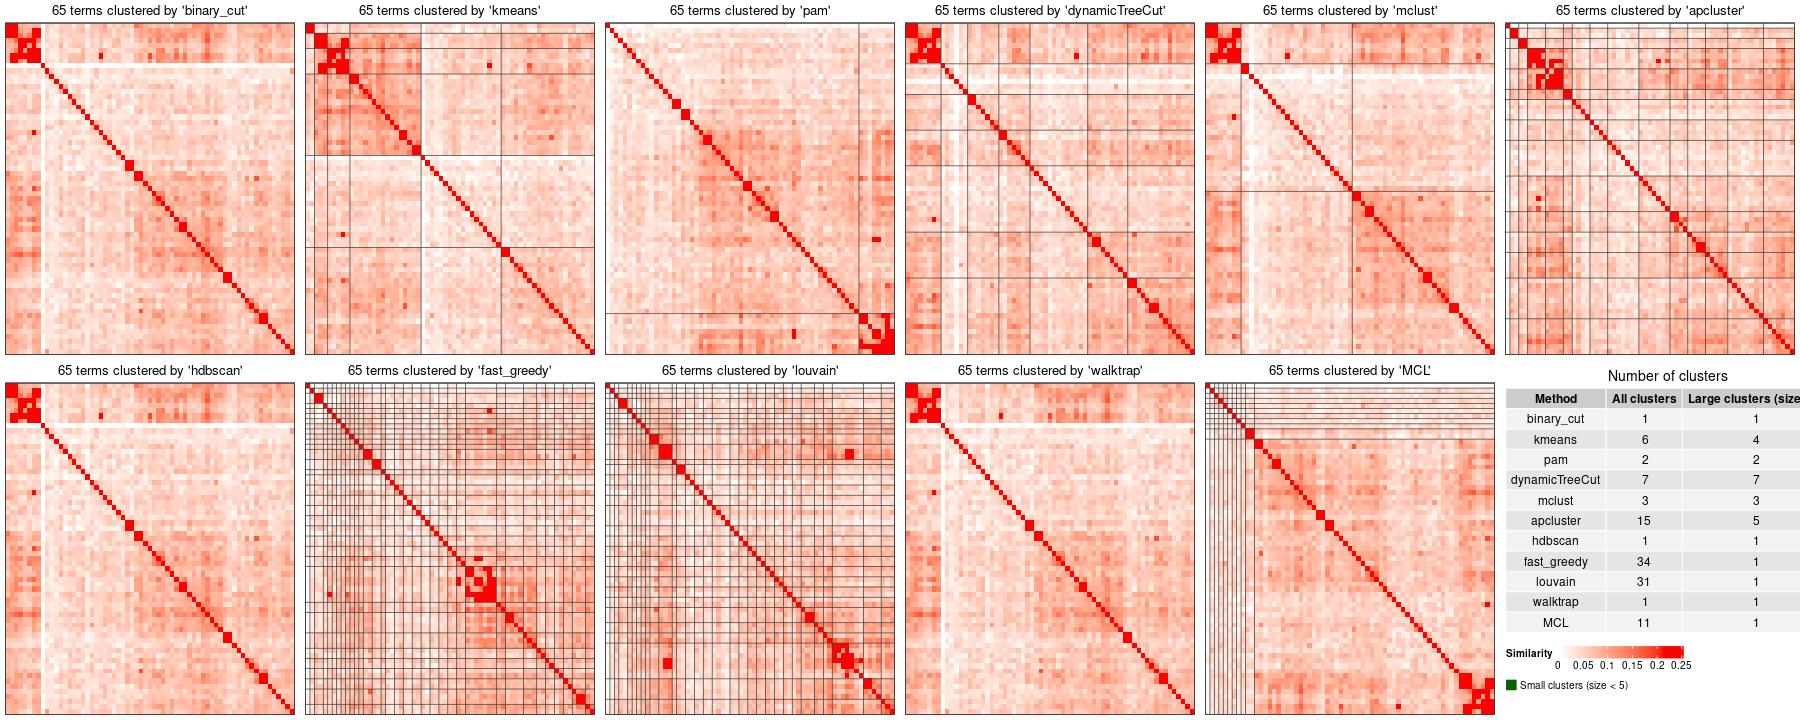 65 terms clustered by 'binary_cut'
65 terms clustered by 'kmeans'
65 terms clustered by 'pam'
65 terms clustered by 'dynamicTreeCut'
65 terms clustered by 'mclust'
65 terms clustered by 'apcluster'
65 terms clustered by 'hdbscan'
65 terms clustered by 'fast_greedy'
65 terms clustered by 'louvain'
65 terms clustered by 'walktrap'
65 terms clustered by 'MCL'
Number of clusters
Method All clusters Large clusters (size
binary_cut 1 1
kmeans 6 4
pam 2 2
dynamicTreeCut 7 7
mclust 3 3
apcluster 15 5
hdbscan 1 1
fast_greedy 34 1
louvain 31 1
walktrap 1 1
MCL 11 1
Similarity
0 0.05 0.1 0.15 0.2 0.25
Small clusters (size < 5)